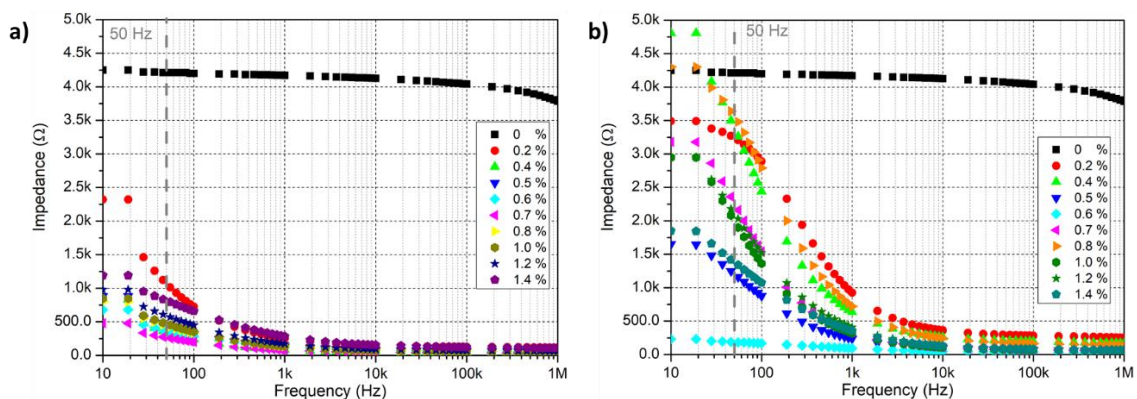 a)
50 Hz
5.0k
4.5k
4.0k
3.5k
3.0k
2.5k
2.0k
1.5k
1.0k
500.0
0.0
Impedance (Ω)
0 %
0.2 %
0.4 %
0.5 %
0.6 %
0.7 %
0.8 %
1.0 %
1.2 %
1.4 %
10 100 1k 10k 100k 1M
Frequency (Hz)
b)
50 Hz
5.0k
4.5k
4.0k
3.5k
3.0k
2.5k
2.0k
1.5k
1.0k
500.0
0.0
Impedance (Ω)
0 %
0.2 %
0.4 %
0.5 %
0.6 %
0.7 %
0.8 %
1.0 %
1.2 %
1.4 %
10 100 1k 10k 100k 1M
Frequency (Hz)